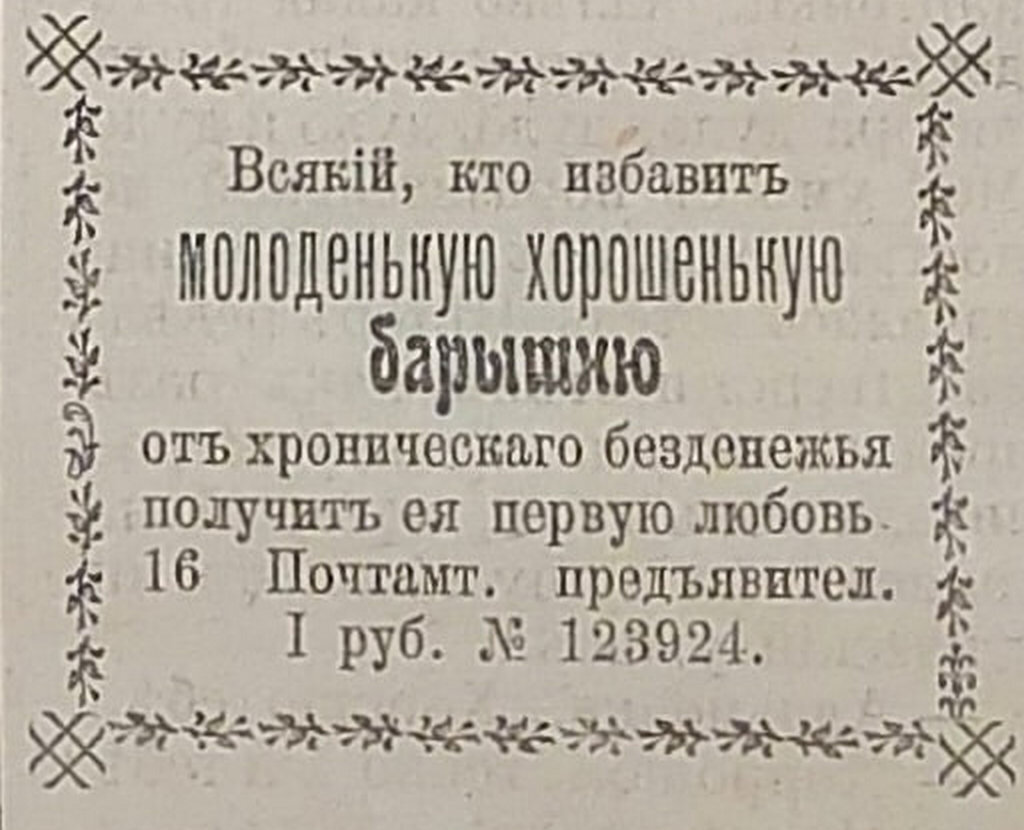 Всякій, кто избавитъ
молоденькую хорошенькую
барышню
отъ хроническаго безденежья
получитъ ея первую любовь.
16 Почтамт. предъявител.
I руб. № 123924.